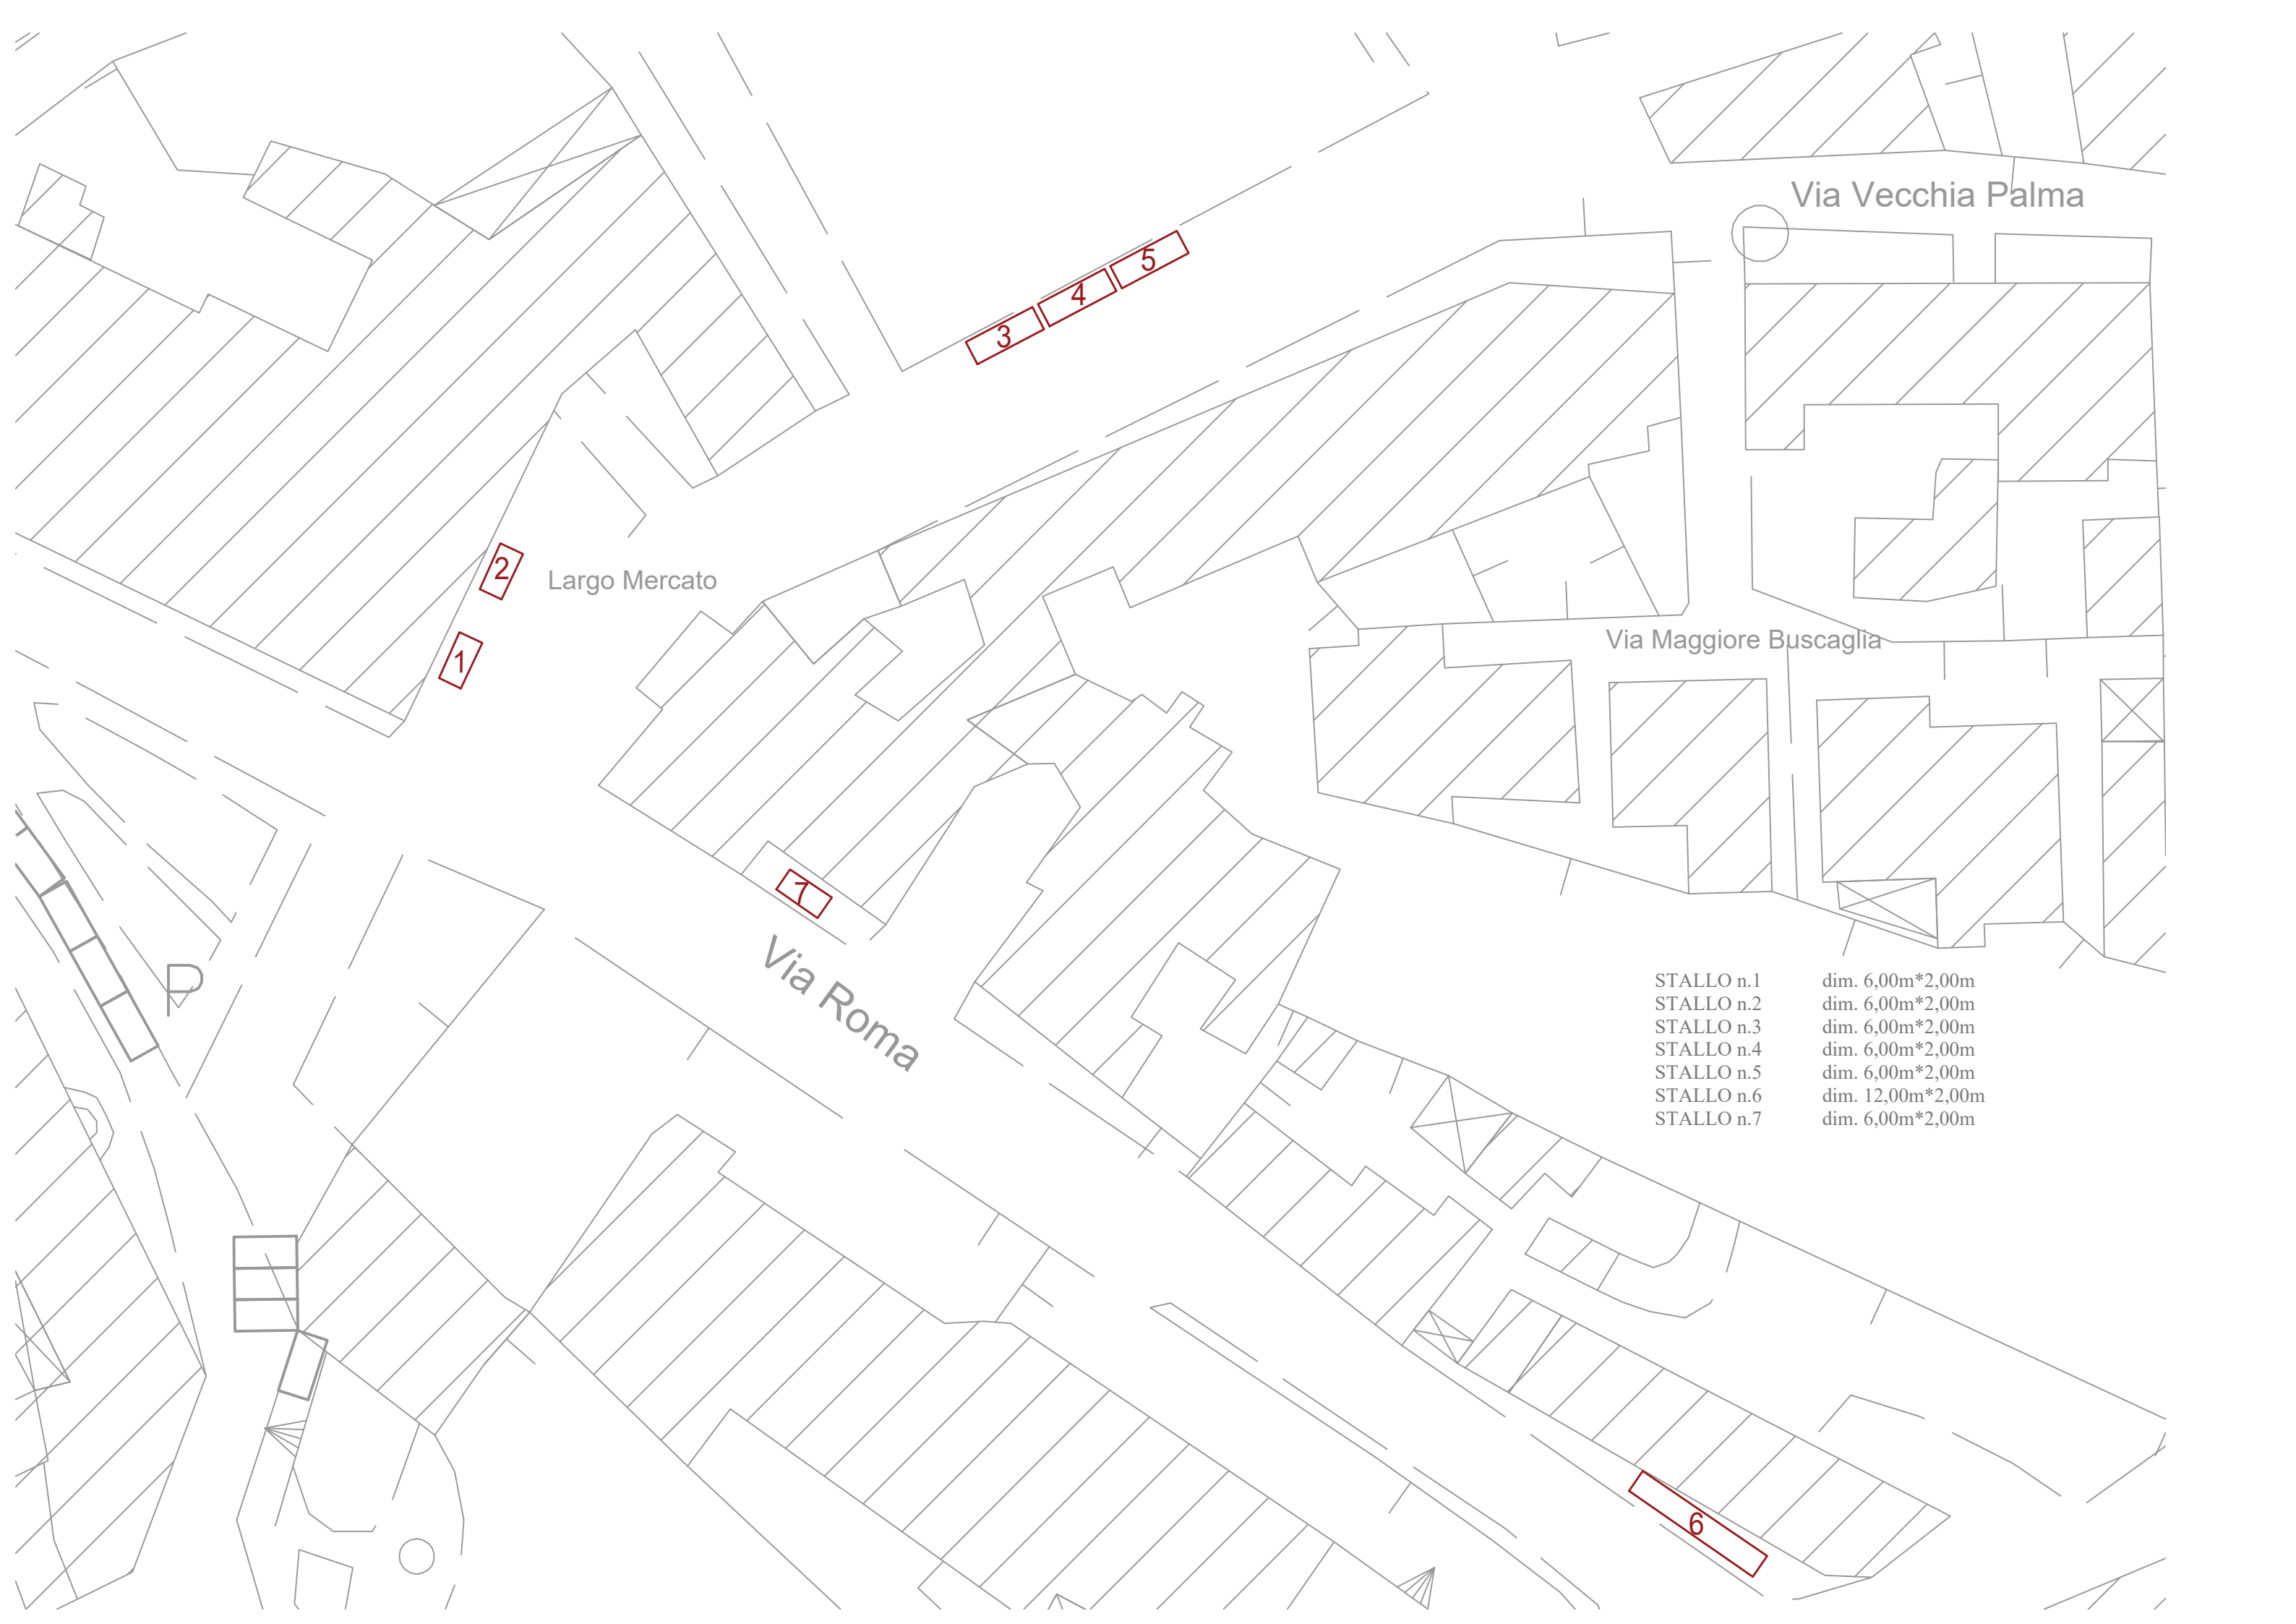 Via Vecchia Palma
5
4
3
2
Largo Mercato
1
Via Maggiore Buscaglia
7
Via Roma
P
STALLO n.1 dim. 6,00m*2,00m
STALLO n.2 dim. 6,00m*2,00m
STALLO n.3 dim. 6,00m*2,00m
STALLO n.4 dim. 6,00m*2,00m
STALLO n.5 dim. 6,00m*2,00m
STALLO n.6 dim. 12,00m*2,00m
STALLO n.7 dim. 6,00m*2,00m
6